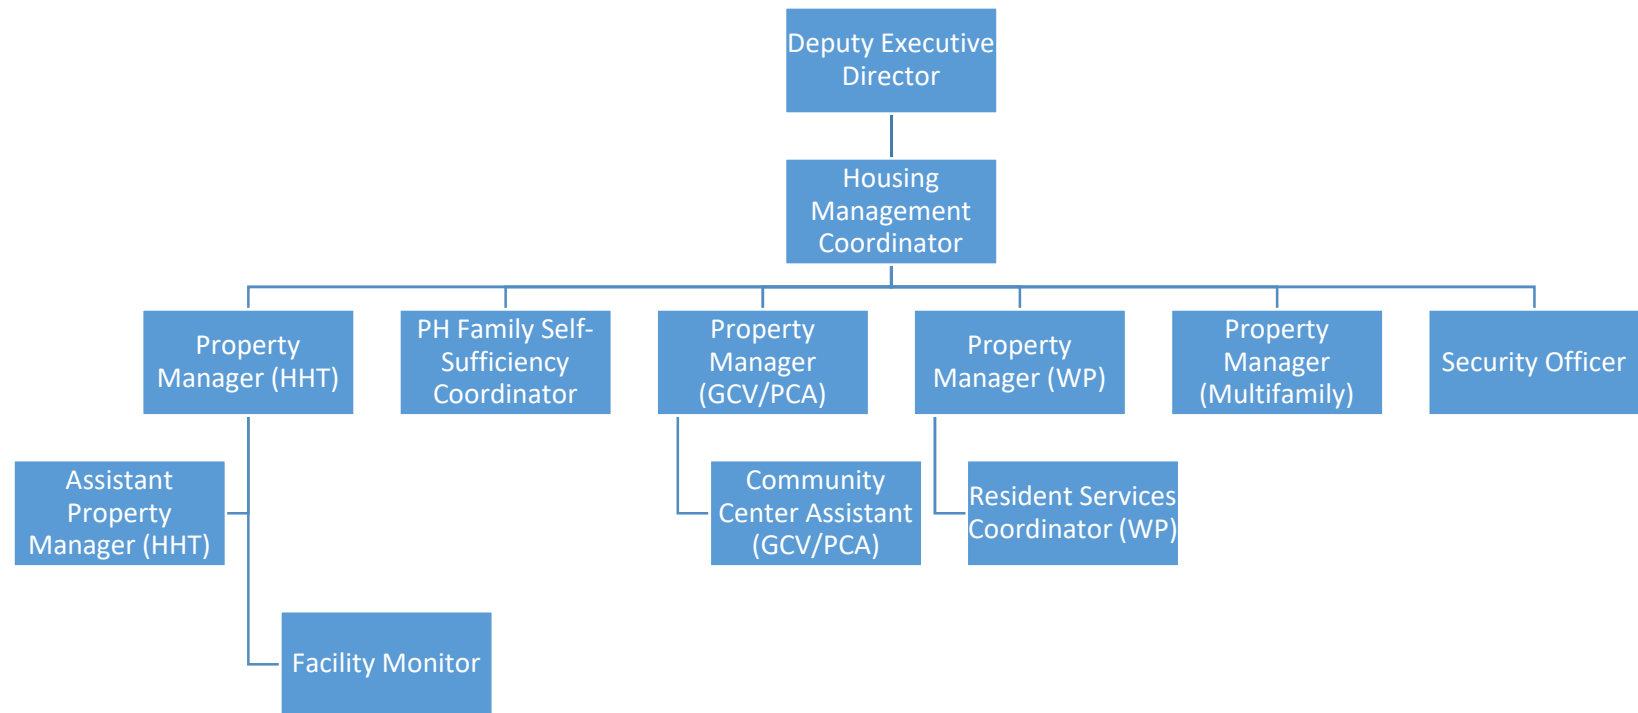 Deputy Executive
Director
Housing
Management
Coordinator
Property
Manager (HHT)
PH Family Self-
Sufficiency
Coordinator
Property
Manager
(GCV/PCA)
Property
Manager (WP)
Property
Manager
(Multifamily)
Security Officer
Assistant
Property
Manager (HHT)
Community
Center Assistant
(GCV/PCA)
Resident Services
Coordinator (WP)
Facility Monitor